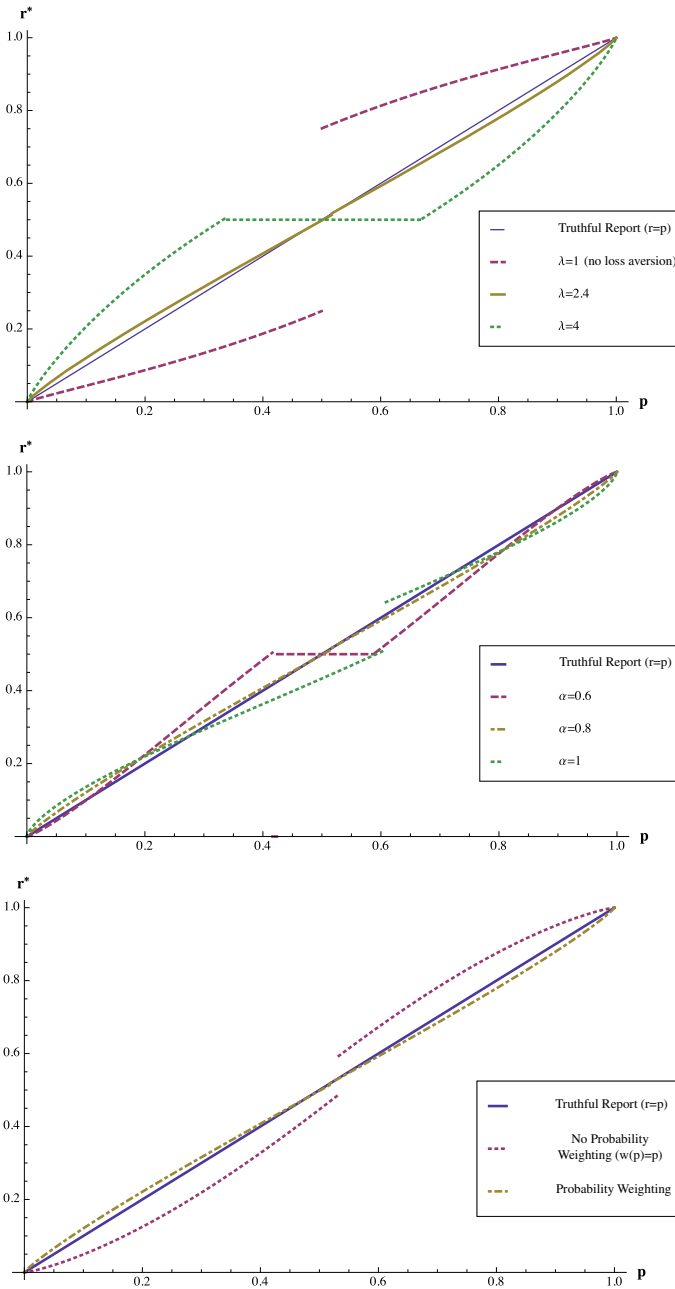 r*
1.0
0.8
0.6
0.4
0.2
0.2
0.4
0.6
0.8
1.0
p
Truthful Report (r=p)
λ=1 (no loss aversion)
λ=2.4
λ=4
r*
1.0
0.8
0.6
0.4
0.2
0.2
0.4
0.6
0.8
1.0
p
Truthful Report (r=p)
α=0.6
α=0.8
α=1
r*
1.0
0.8
0.6
0.4
0.2
0.2
0.4
0.6
0.8
1.0
p
Truthful Report (r=p)
No Probability
Weighting (w(p)=p)
Probability Weighting